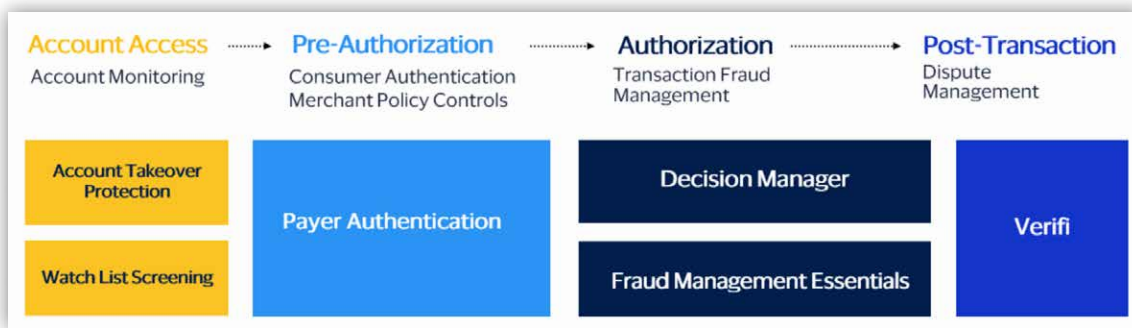 Account Access
Account Monitoring
Pre-Authorization
Consumer Authentication
Merchant Policy Controls
Authorization
Transaction Fraud
Management
Post-Transaction
Dispute
Management
Account Takeover
Protection
Watch List Screening
Payer Authentication
Decision Manager
Fraud Management Essentials
Verifi